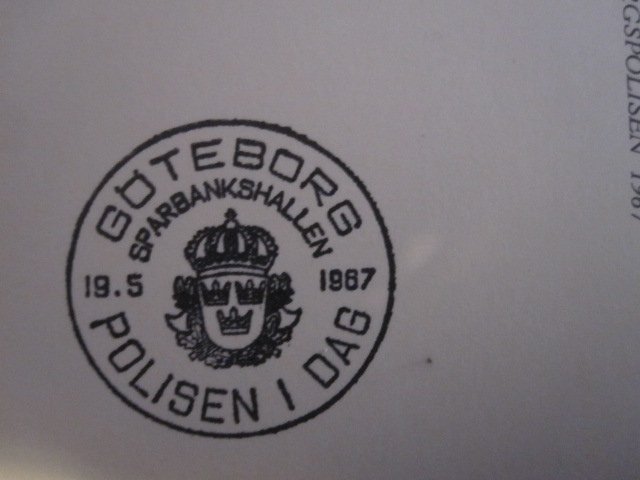 GÖTEBORG
SPARBANKSHALLEN
19.5 1967
POLISEN I DAG